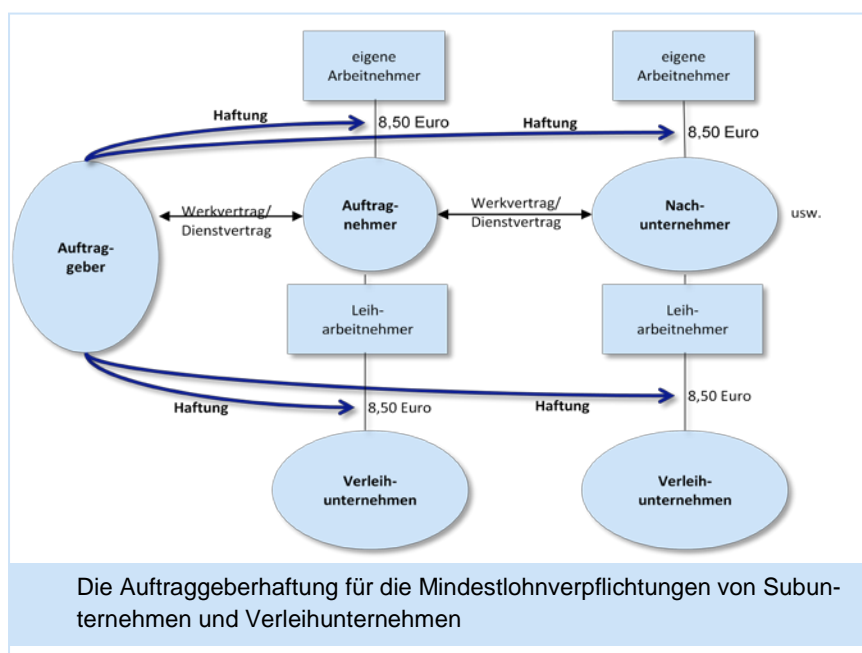 eigene
Arbeitnehmer
eigene
Arbeitnehmer
Haftung
8,50 Euro
Haftung
8,50 Euro
Auftrag-
geber
Werkvertrag/
Dienstvertrag
Auftrag-
nehmer
Werkvertrag/
Dienstvertrag
Nach-
unternehmer
usw.
Leih-
arbeitnehmer
Leih-
arbeitnehmer
Haftung
8,50 Euro
Haftung
8,50 Euro
Verleih-
unternehmen
Verleih-
unternehmen
Die Auftraggeberhaftung für die Mindestlohnverpflichtungen von Subun-
ternehmen und Verleihunternehmen